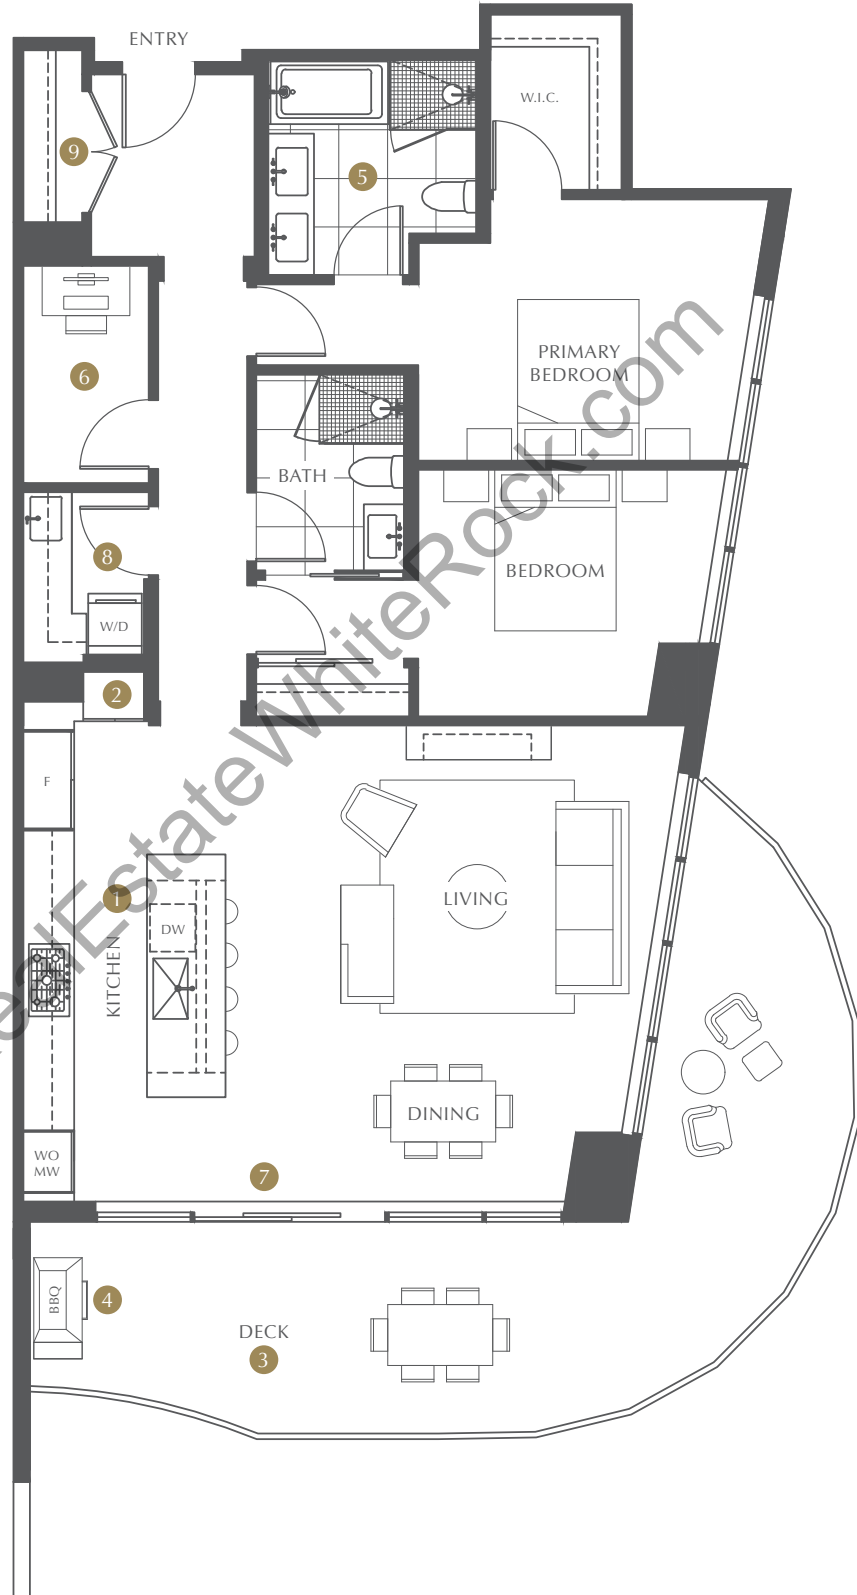 ENTRY
W.I.C.
9
5
PRIMARY
BEDROOM
6
BATH
8
BEDROOM
W/D
2
F
1
KITCHEN
DW
LIVING
DINING
WO
MW
7
BBQ
4
DECK
3
ealEstateWhiteRock.com